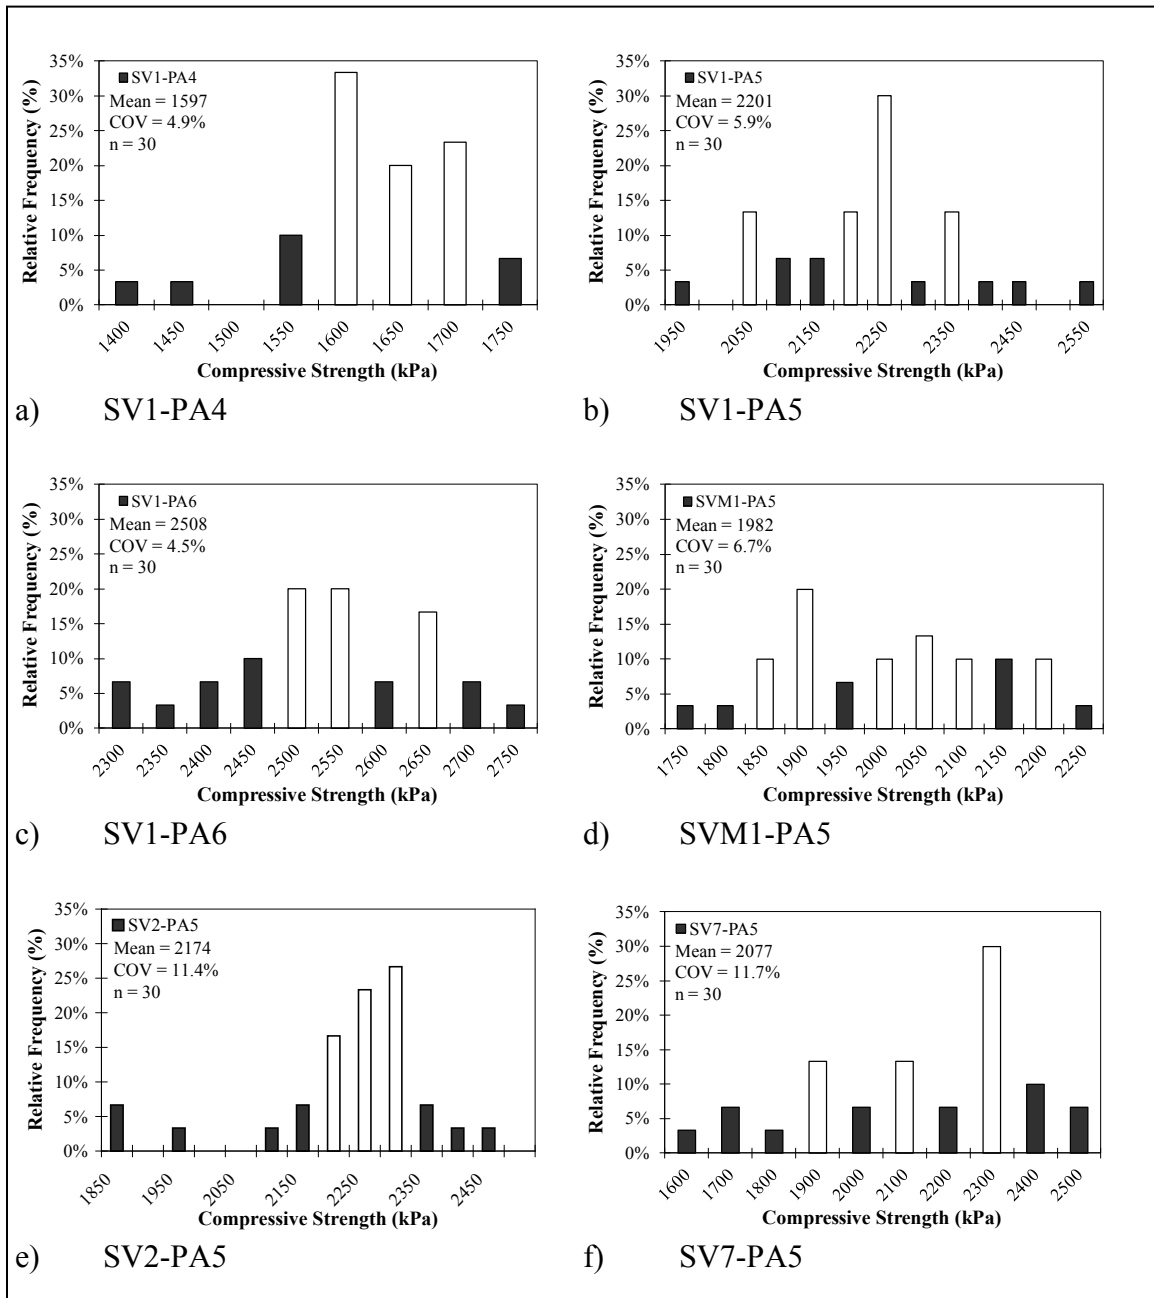 35%
30%
25%
20%
15%
10%
5%
0%
Relative Frequency (%)
SV1-PA4
Mean = 1597
COV = 4.9%
n = 30
1400 1450 1500 1550 1600 1650 1700 1750
Compressive Strength (kPa)
a) SV1-PA4
35%
30%
25%
20%
15%
10%
5%
0%
Relative Frequency (%)
SV1-PA5
Mean = 2201
COV = 5.9%
n = 30
1950 2050 2150 2250 2350 2450 2550
Compressive Strength (kPa)
b) SV1-PA5
35%
30%
25%
20%
15%
10%
5%
0%
Relative Frequency (%)
SV1-PA6
Mean = 2508
COV = 4.5%
n = 30
2300 2350 2400 2450 2500 2550 2600 2650 2700 2750
Compressive Strength (kPa)
c) SV1-PA6
35%
30%
25%
20%
15%
10%
5%
0%
Relative Frequency (%)
SVM1-PA5
Mean = 1982
COV = 6.7%
n = 30
1750 1800 1850 1900 1950 2000 2050 2100 2150 2200 2250
Compressive Strength (kPa)
d) SVM1-PA5
35%
30%
25%
20%
15%
10%
5%
0%
Relative Frequency (%)
SV2-PA5
Mean = 2174
COV = 11.4%
n = 30
1850 1950 2050 2150 2250 2350 2450
Compressive Strength (kPa)
e) SV2-PA5
35%
30%
25%
20%
15%
10%
5%
0%
Relative Frequency (%)
SV7-PA5
Mean = 2077
COV = 11.7%
n = 30
1600 1700 1800 1900 2000 2100 2200 2300 2400 2500
Compressive Strength (kPa)
f) SV7-PA5